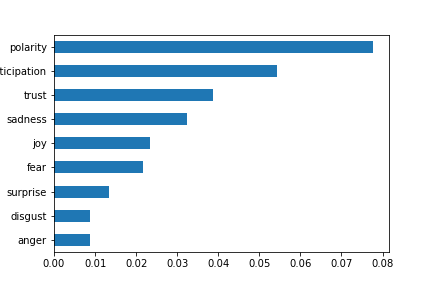 polarity
ticipation
trust
sadness
joy
fear
surprise
disgust
anger
0.00 0.01 0.02 0.03 0.04 0.05 0.06 0.07 0.08